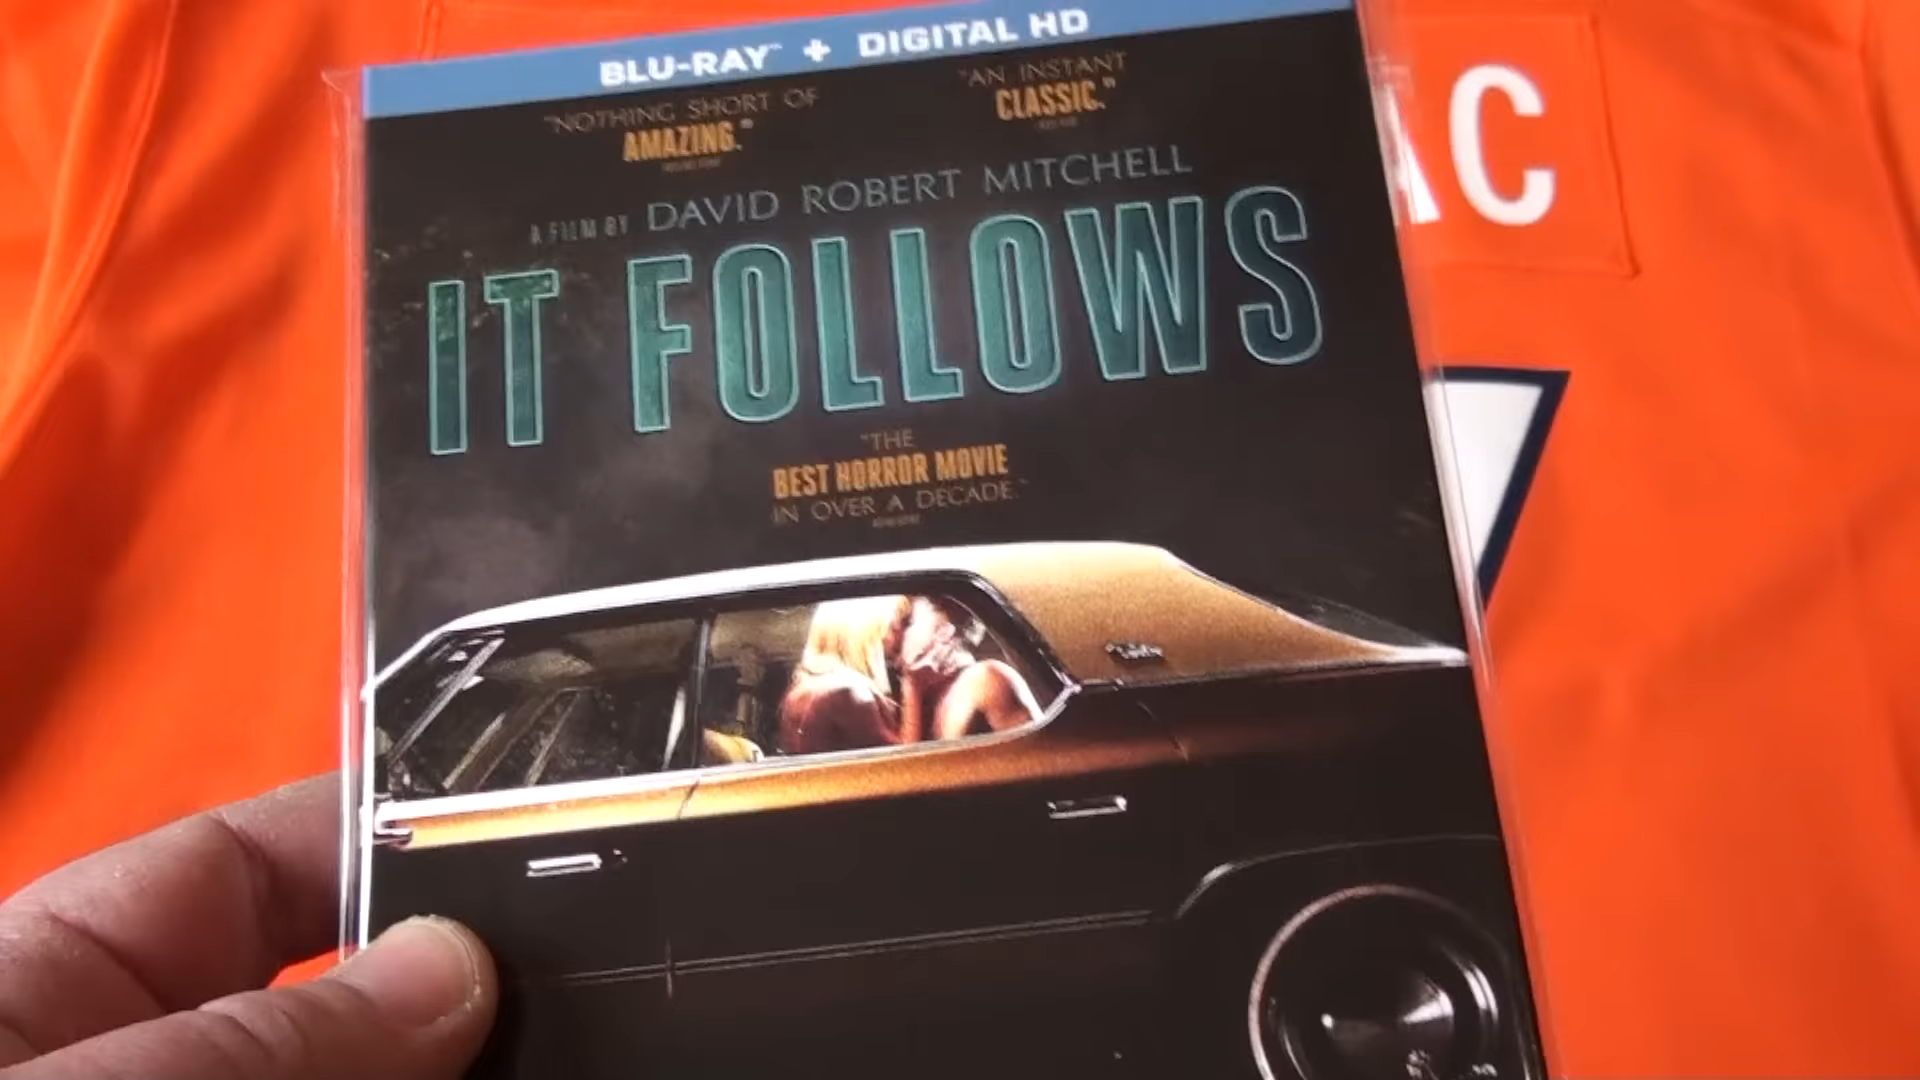 BLU-RAY™ + DIGITAL HD
"NOTHING SHORT OF
AMAZING."
"AN INSTANT
CLASSIC."
A FILM BY DAVID ROBERT MITCHELL
IT FOLLOWS
"THE
BEST HORROR MOVIE
IN OVER A DECADE."
AC